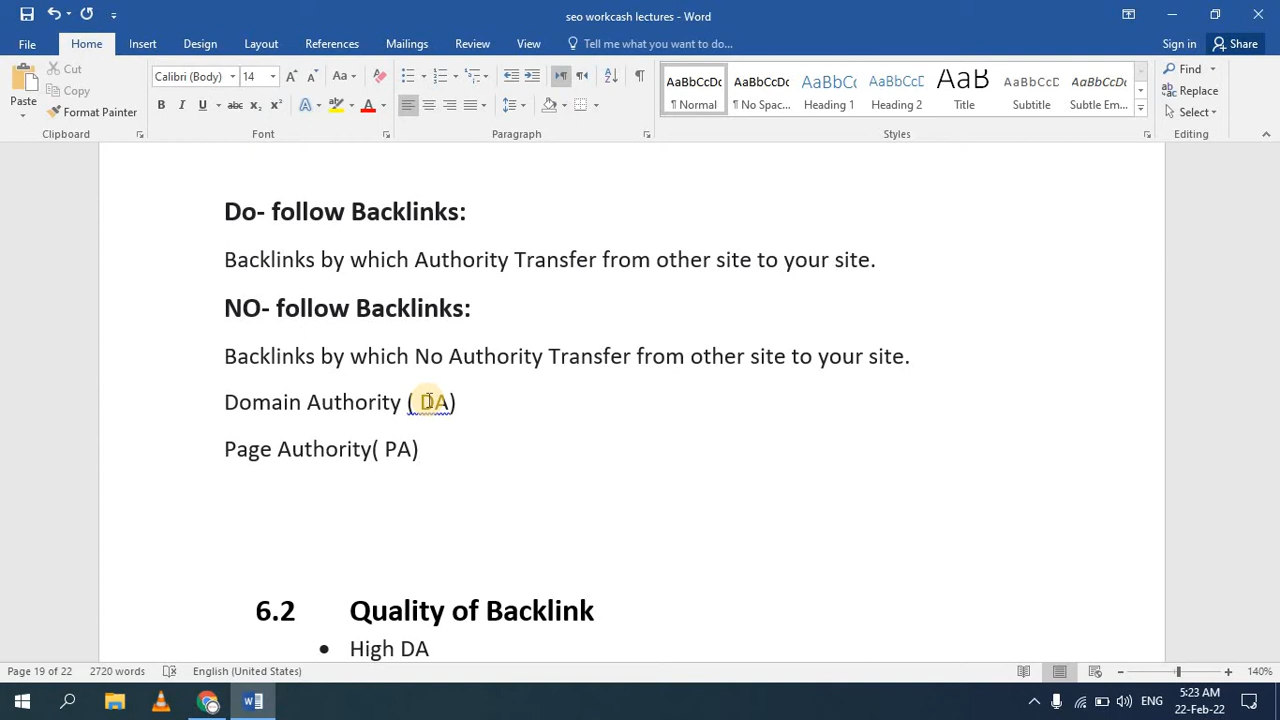 seo workcash lectures - Word
File Home Insert Design Layout References Mailings Review View Tell me what you want to do... Sign in Share
Paste Cut Copy Format Painter
Clipboard
Calibri (Body) 14
Font
Paragraph
AaBbCcDc AaBbCcDc AaBbCc AaBbCcD AaB AaBbCcD AaBbCcDc
¶ Normal ¶ No Spac... Heading 1 Heading 2 Title Subtitle Subtle Em...
Styles
Find Replace Select
Editing
Do- follow Backlinks:
Backlinks by which Authority Transfer from other site to your site.
NO- follow Backlinks:
Backlinks by which No Authority Transfer from other site to your site.
Domain Authority ( DA)
Page Authority( PA)
6.2 Quality of Backlink
• High DA
Page 19 of 22 2720 words English (United States) 140%
ENG 5:23 AM
22-Feb-22